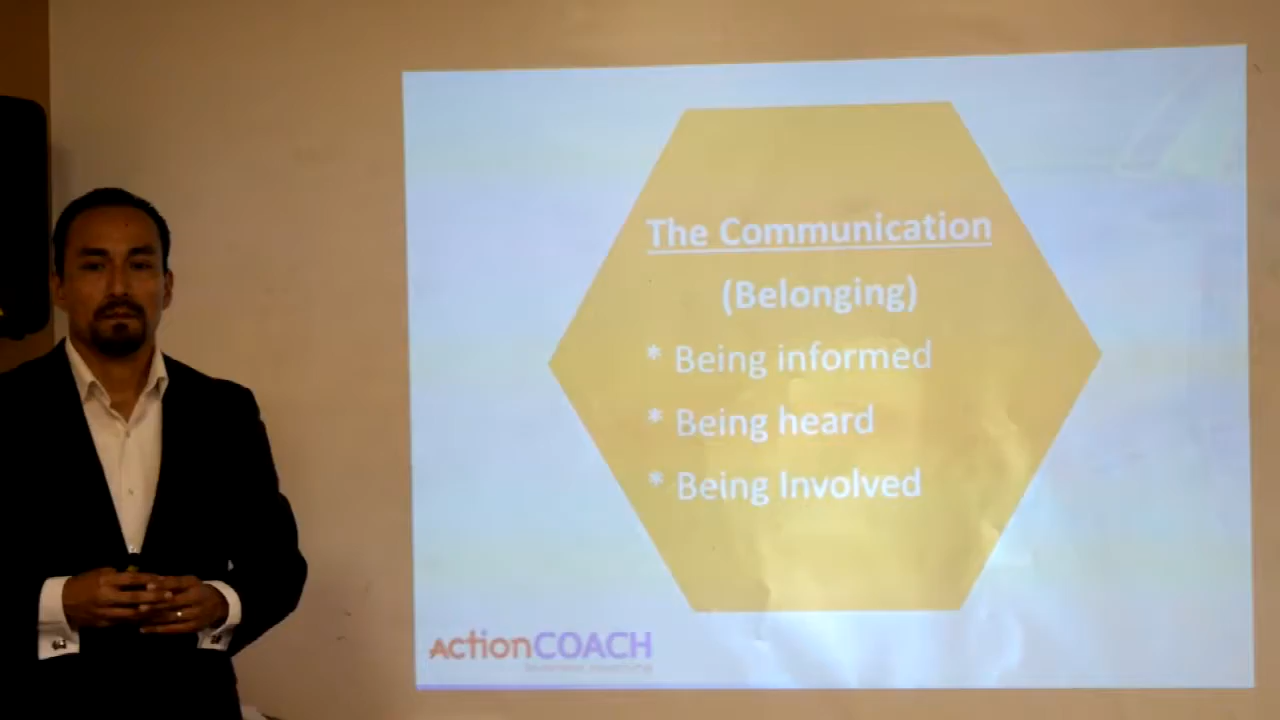 The Communication
(Belonging)
* Being informed
* Being heard
* Being Involved
ActionCOACH